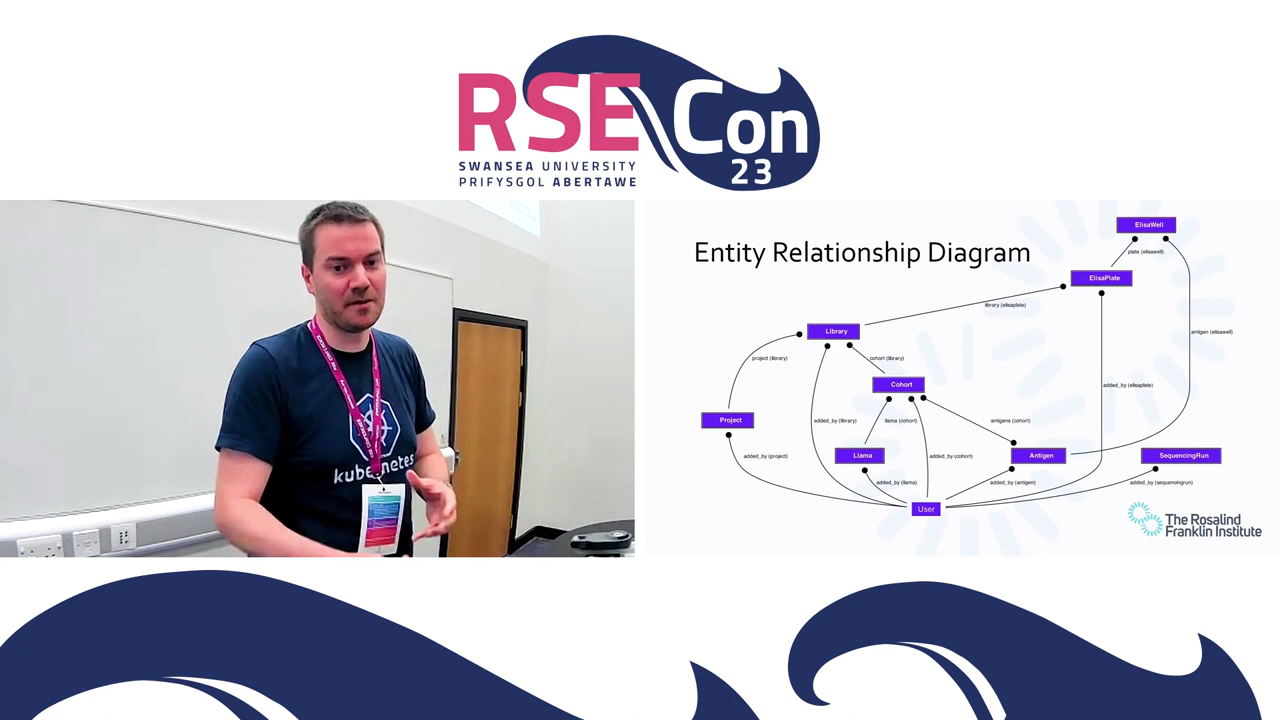 RSE Con
23
SWANSEA UNIVERSITY
PRIFYSGOL ABERTAWE
kubernetes
Entity Relationship Diagram
ElisaWell
plate (elisawell)
ElisaPlate
library (elisaplate)
Library
antigen (elisawell)
project (library)
cohort (library)
Cohort
added_by (elisaplate)
Project
added_by (library)
llama (cohort)
antigens (cohort)
added_by (project)
Llama
added_by (cohort)
Antigen
SequencingRun
added_by (llama)
added_by (antigen)
added_by (sequencingrun)
User
The Rosalind
Franklin Institute